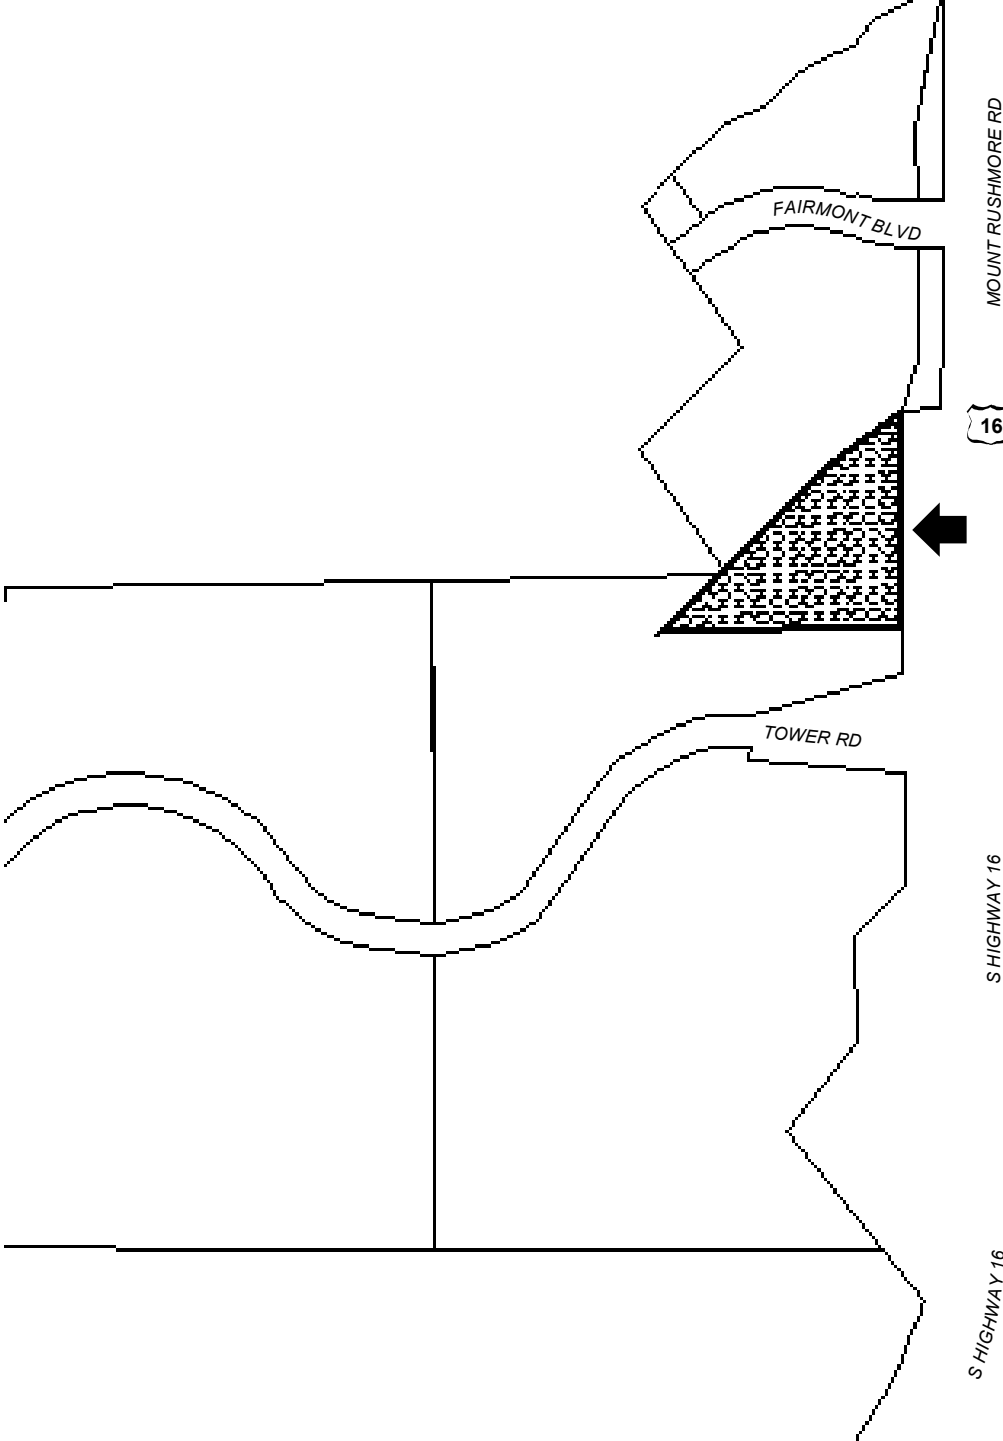 MOUNT RUSHMORE RD
FAIRMONT BLVD
16
TOWER RD
S HIGHWAY 16
S HIGHWAY 16